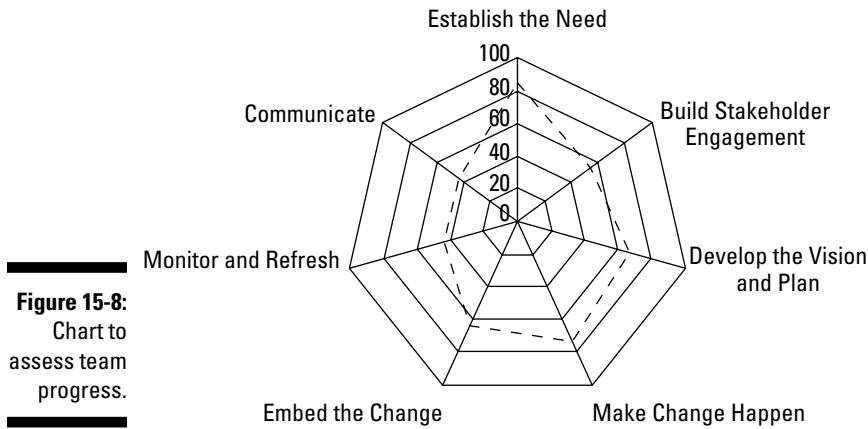 Establish the Need
100
80
60
40
20
0
Build Stakeholder
Engagement
Develop the Vision
and Plan
Make Change Happen
Embed the Change
Monitor and Refresh
Communicate
Figure 15-8:
Chart to
assess team
progress.